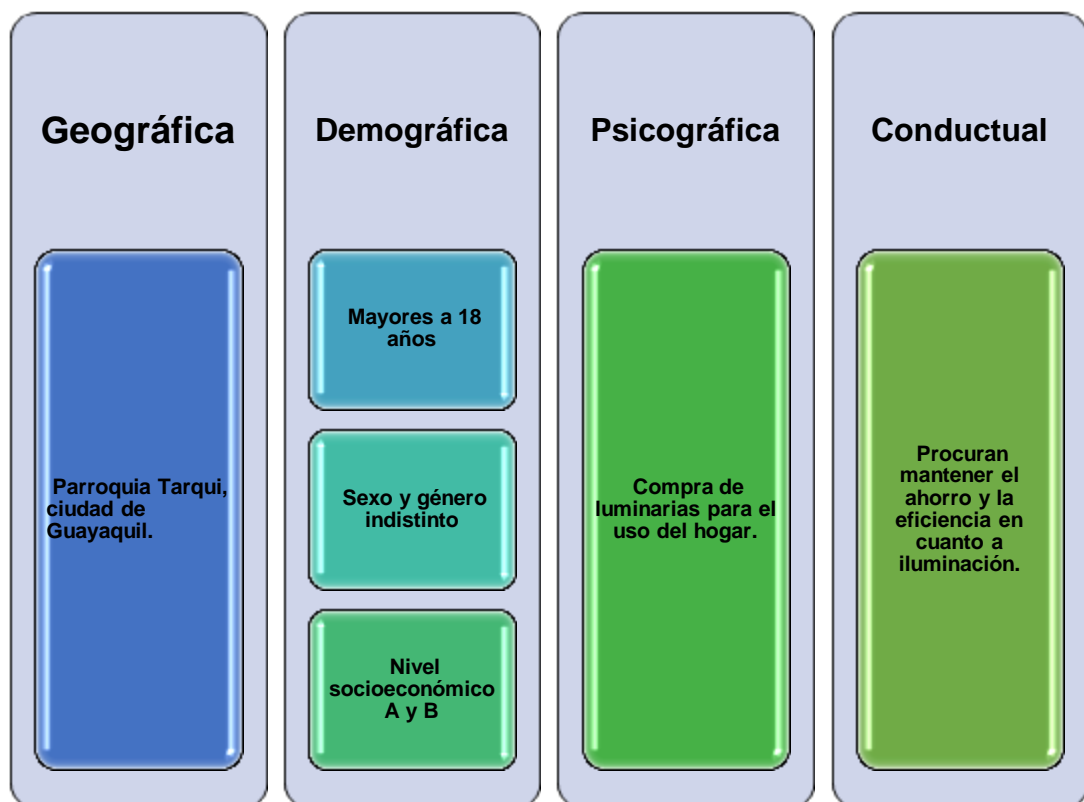 Geográfica
Parroquia Tarqui,
ciudad de
Guayaquil.
Demográfica
Mayores a 18
años
Sexo y género
indistinto
Nivel
socioeconómico
A y B
Psicográfica
Compra de
luminarias para el
uso del hogar.
Conductual
Procuran
mantener el
ahorro y la
eficiencia en
cuanto a
iluminación.